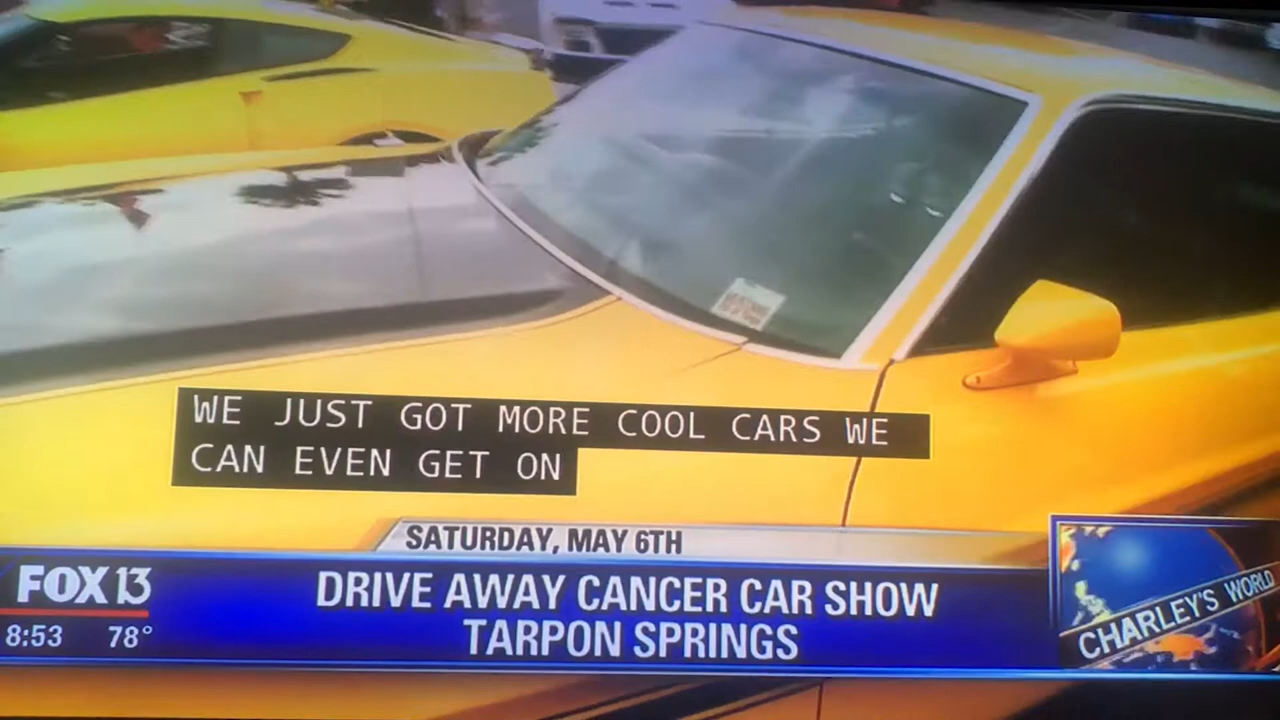 WE JUST GOT MORE COOL CARS WE
CAN EVEN GET ON
SATURDAY, MAY 6TH
FOX 13
DRIVE AWAY CANCER CAR SHOW
TARPON SPRINGS
8:53 78°
CHARLEY'S WORLD